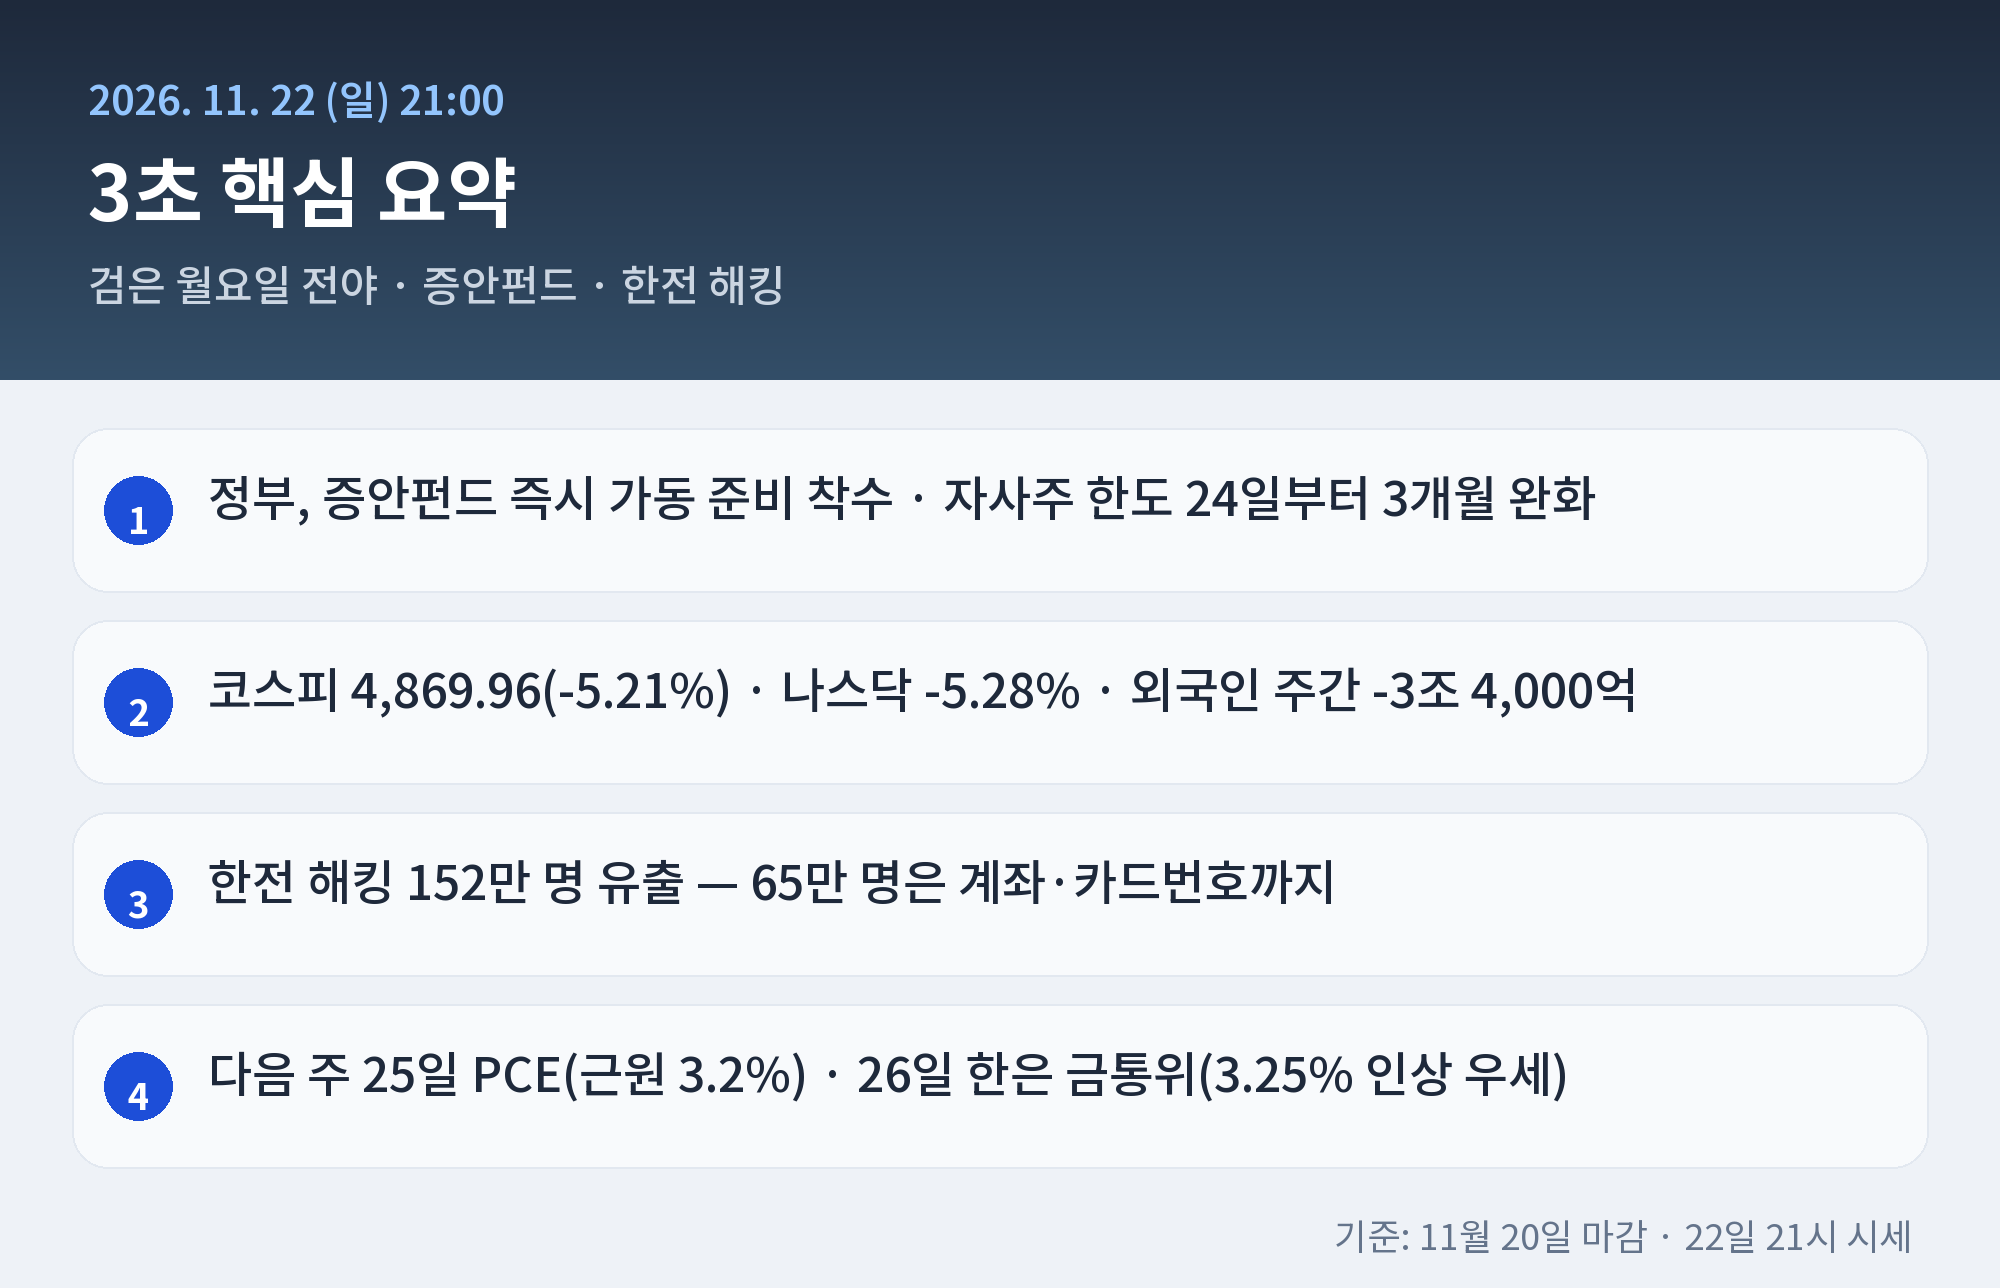 2026. 11. 22 (일) 21:00
3초 핵심 요약
검은 월요일 전야 · 증안펀드 · 한전 해킹
1 정부, 증안펀드 즉시 가동 준비 착수 · 자사주 한도 24일부터 3개월 완화
2 코스피 4,869.96(-5.21%) · 나스닥 -5.28% · 외국인 주간 -3조 4,000억
3 한전 해킹 152만 명 유출 — 65만 명은 계좌·카드번호까지
4 다음 주 25일 PCE(근원 3.2%) · 26일 한은 금통위(3.25% 인상 우세)
기준: 11월 20일 마감 · 22일 21시 시세